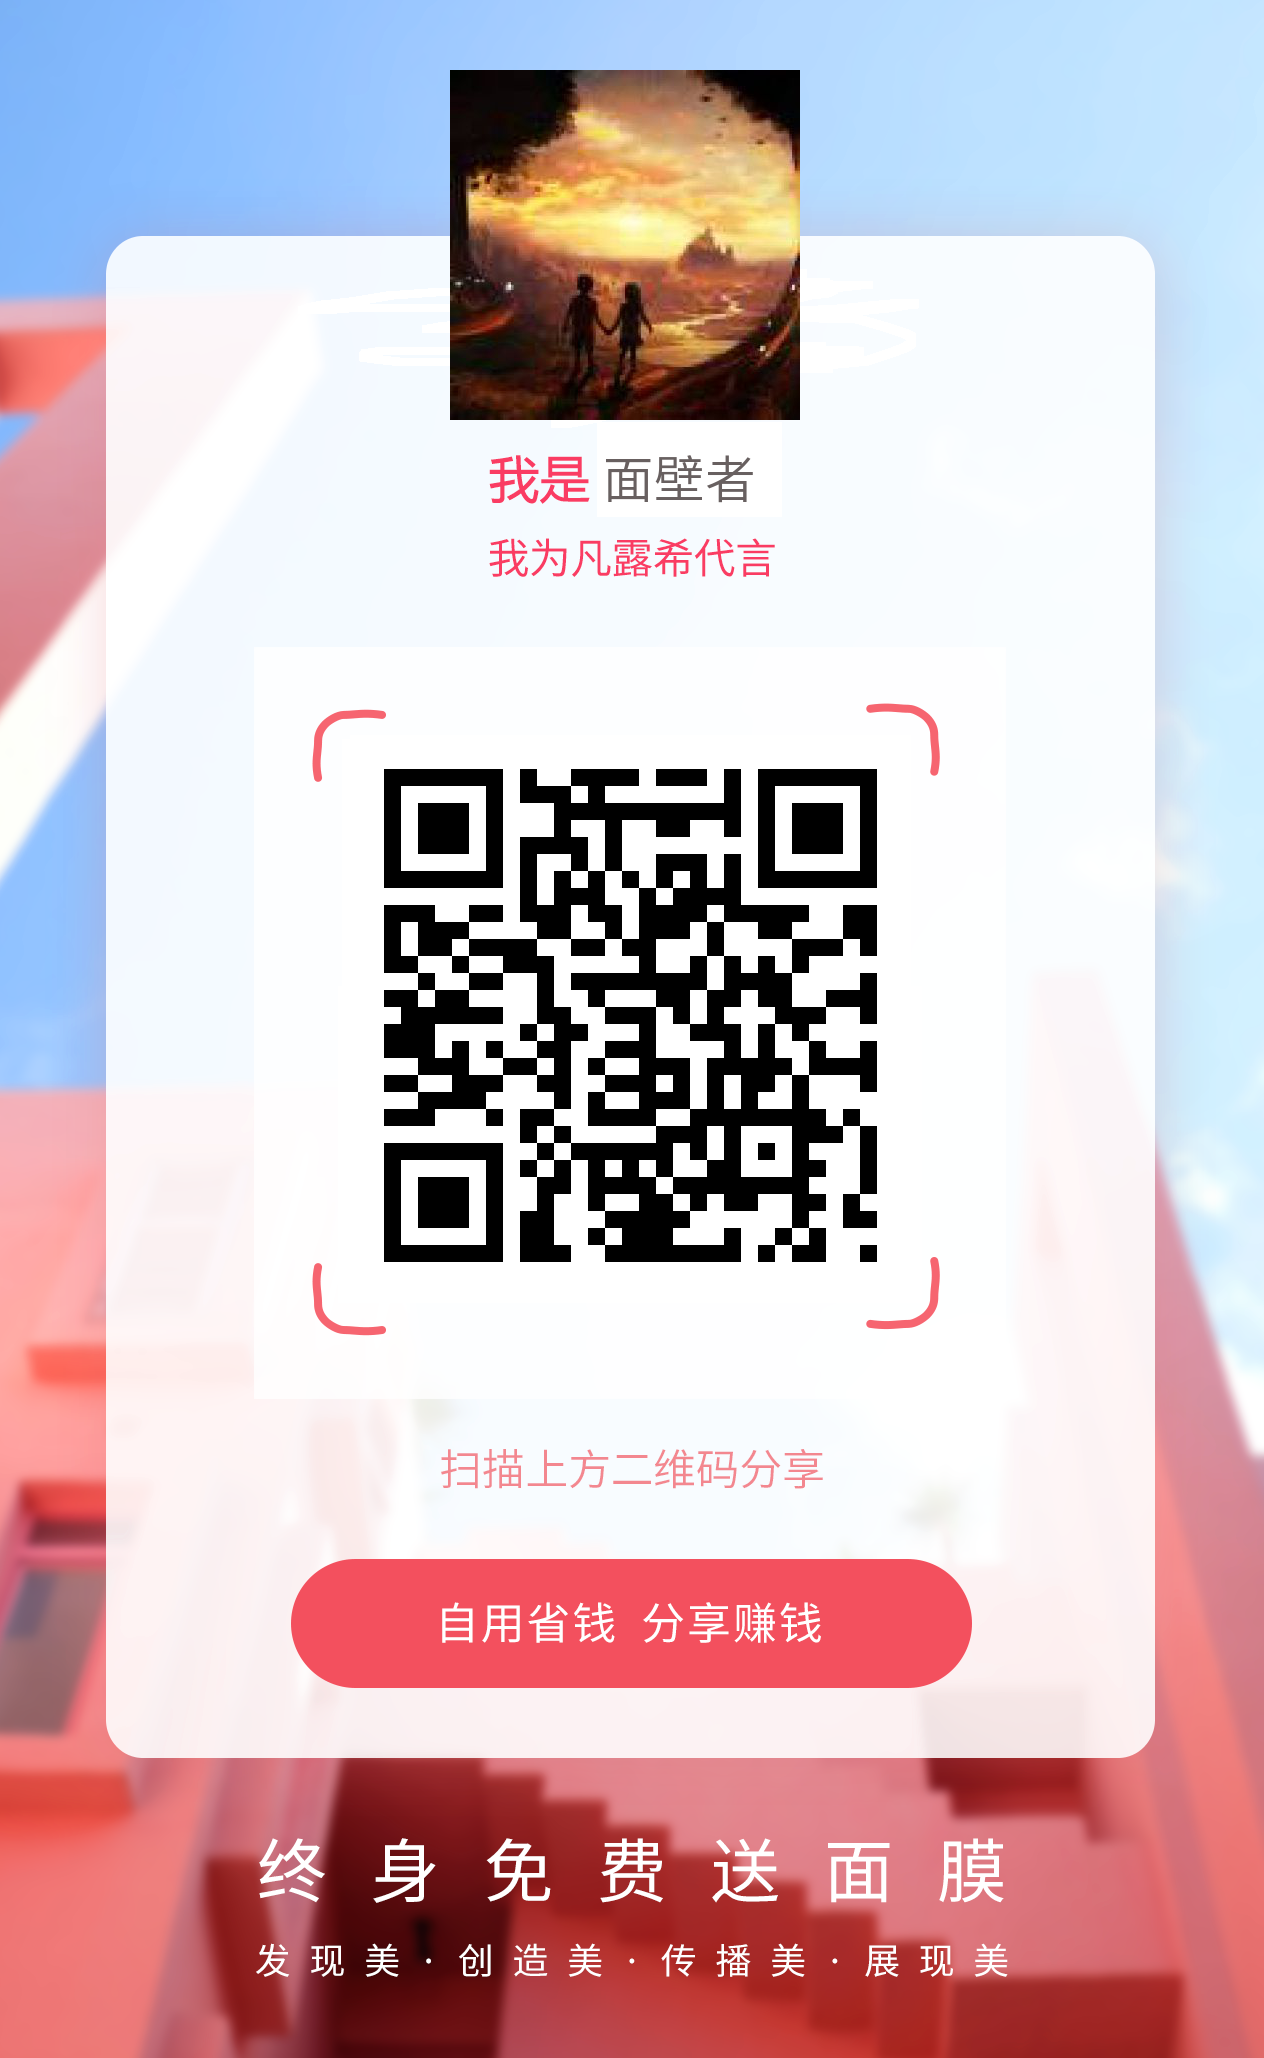 我是 面壁者
我为凡露希代言
扫描上方二维码分享
自用省钱 分享赚钱
终身免费送面膜
发现美·创造美·传播美·展现美